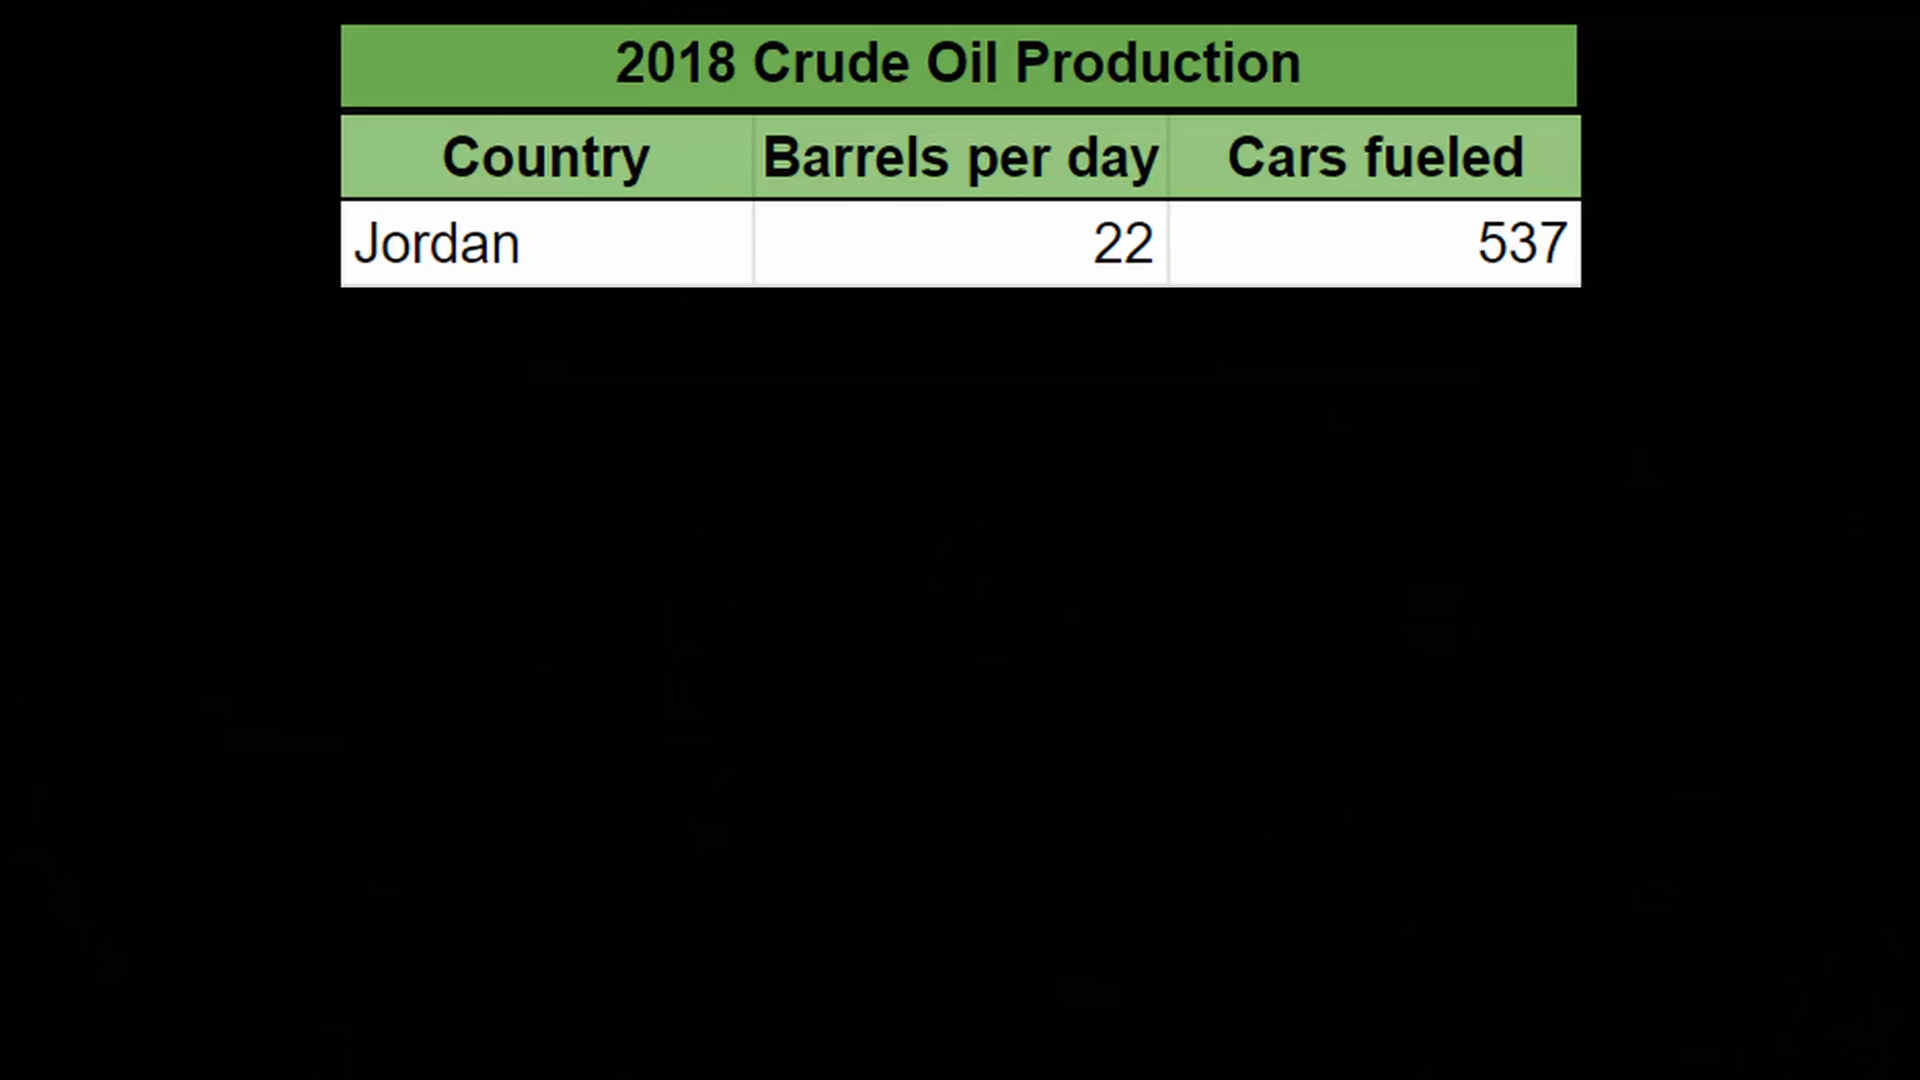 2018 Crude Oil Production
Country Barrels per day Cars fueled
Jordan 22 537